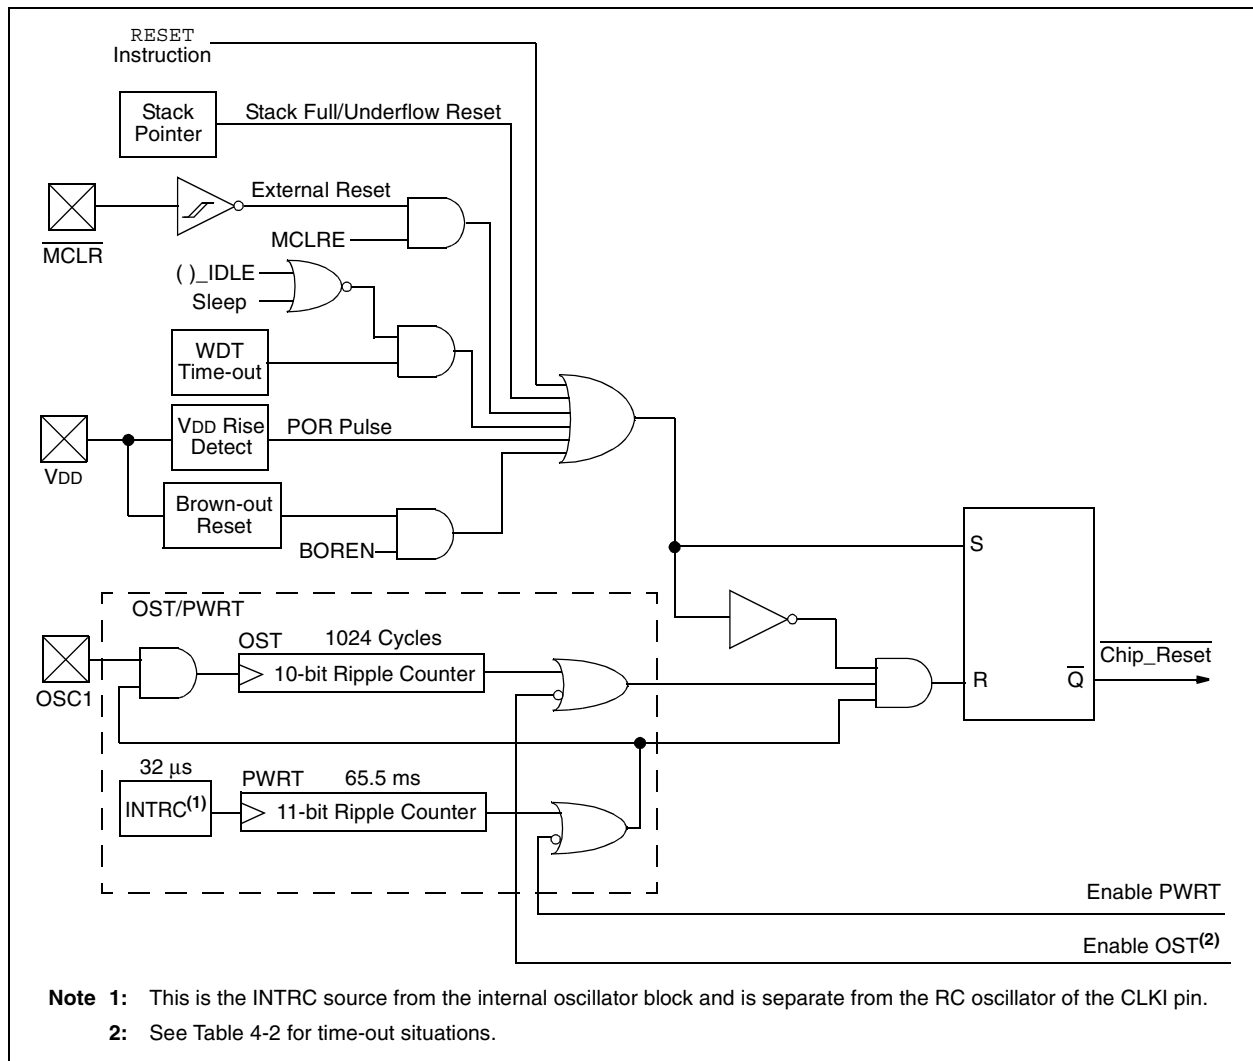 RESET
Instruction
Stack
Pointer
Stack Full/Underflow Reset
External Reset
MCLR
MCLRE
( )_IDLE
Sleep
WDT
Time-out
VDD Rise
Detect
POR Pulse
VDD
Brown-out
Reset
BOREN
S
OST/PWRT
OST
1024 Cycles
10-bit Ripple Counter
OSC1
R
Q
Chip_Reset
32 μs
INTRC(1)
PWRT
65.5 ms
11-bit Ripple Counter
Enable PWRT
Enable OST(2)
Note 1: This is the INTRC source from the internal oscillator block and is separate from the RC oscillator of the CLKI pin.
2: See Table 4-2 for time-out situations.